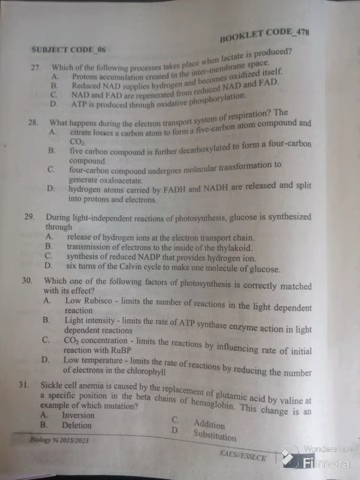 BOOKLET CODE_478
SUBJECT CODE_06
27. Which of the following processes takes place when lactate is produced?
A. Protons accumulation created in the inter-membrane space.
B. Reduced NAD supplies hydrogen and becomes oxidized itself.
C. NAD and FAD are regenerated from reduced NAD and FAD.
D. ATP is produced through oxidative phosphorylation.
28. What happens during the electron transport system of respiration? The
A. citrate losses a carbon atom to form a five-carbon atom compound and
CO₂.
B. five carbon compound is further decarboxylated to form a four-carbon
compound.
C. four-carbon compound undergoes molecular transformation to
generate oxaloacetate.
D. hydrogen atoms carried by FADH and NADH are released and split
into protons and electrons.
29. During light-independent reactions of photosynthesis, glucose is synthesized
through
A. release of hydrogen ions at the electron transport chain.
B. transmission of electrons to the inside of the thylakoid.
C. synthesis of reduced NADP that provides hydrogen ion.
D. six turns of the Calvin cycle to make one molecule of glucose.
30. Which one of the following factors of photosynthesis is correctly matched
with its effect?
A. Low Rubisco - limits the number of reactions in the light dependent
reaction
B. Light intensity - limits the rate of ATP synthase enzyme action in light
dependent reactions
C. CO₂ concentration - limits the reactions by influencing rate of initial
reaction with RuBP
D. Low temperature - limits the rate of reactions by reducing the number
of electrons in the chlorophyll
31. Sickle cell anemia is caused by the replacement of glutamic acid by valine at
a specific position in the beta chains of hemoglobin. This change is an
example of which mutation?
A. Inversion C. Addition
B. Deletion D. Substitution
Biology % 2015/2023
EAES//ESSLCE
Wondershare
Filmora